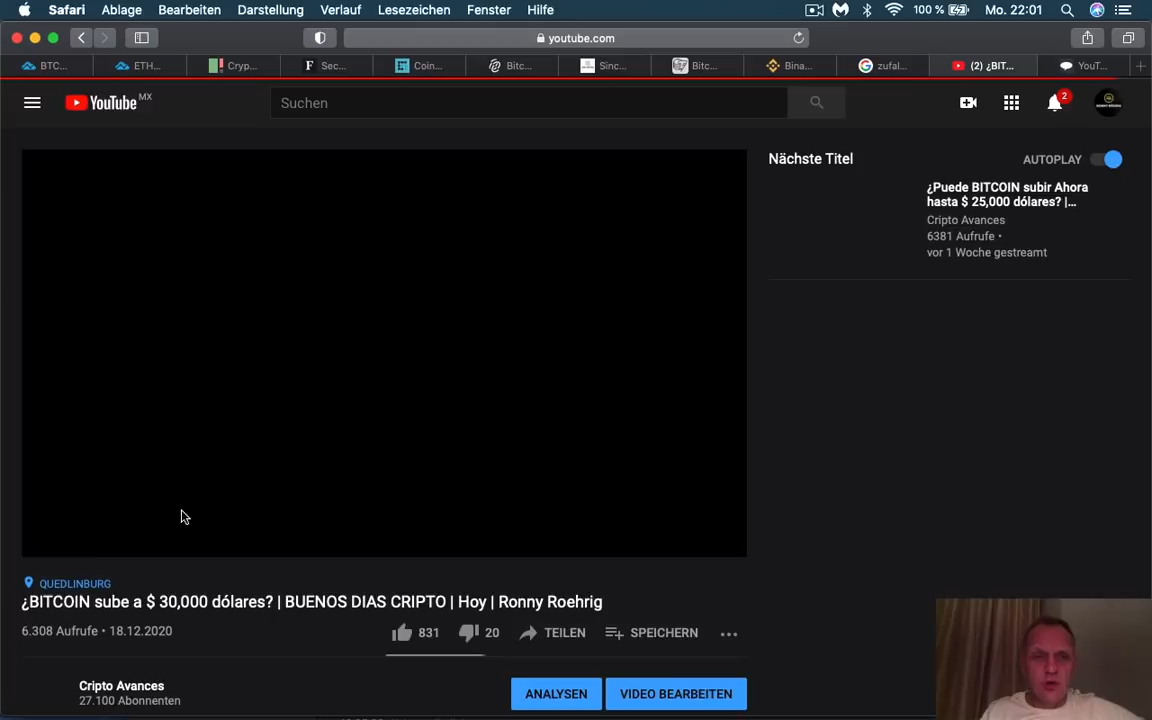 Safari Ablage Bearbeiten Darstellung Verlauf Lesezeichen Fenster Hilfe 100 % Mo. 22:01
youtube.com
BTC... ETH... Cryp... Sec... Coin... Bitc... Sinc... Bitc... Bina... zufal... (2) ¿BIT... YouT...
YouTube MX Suchen 2
Nächste Titel AUTOPLAY
¿Puede BITCOIN subir Ahora
hasta $ 25,000 dólares? |...
Cripto Avances
6381 Aufrufe •
vor 1 Woche gestreamt
QUEDLINBURG
¿BITCOIN sube a $ 30,000 dólares? | BUENOS DIAS CRIPTO | Hoy | Ronny Roehrig
6.308 Aufrufe • 18.12.2020 831 20 TEILEN SPEICHERN
Cripto Avances
27.100 Abonnenten
ANALYSEN VIDEO BEARBEITEN